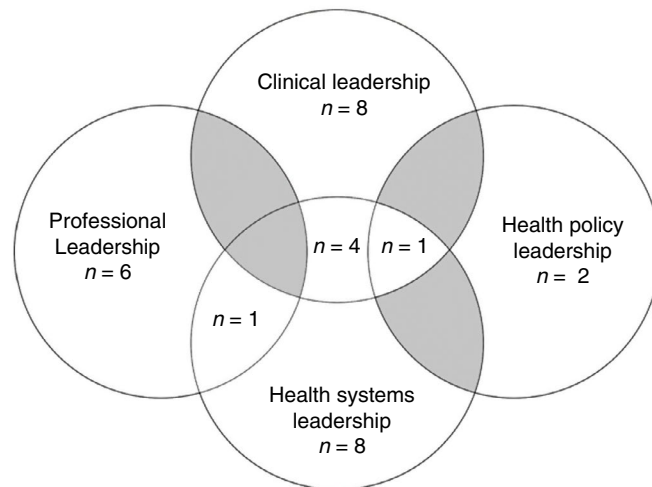 Clinical leadership
n = 8
Professional
Leadership
n = 6
n = 4
n = 1
Health policy
leadership
n = 2
n = 1
Health systems
leadership
n = 8